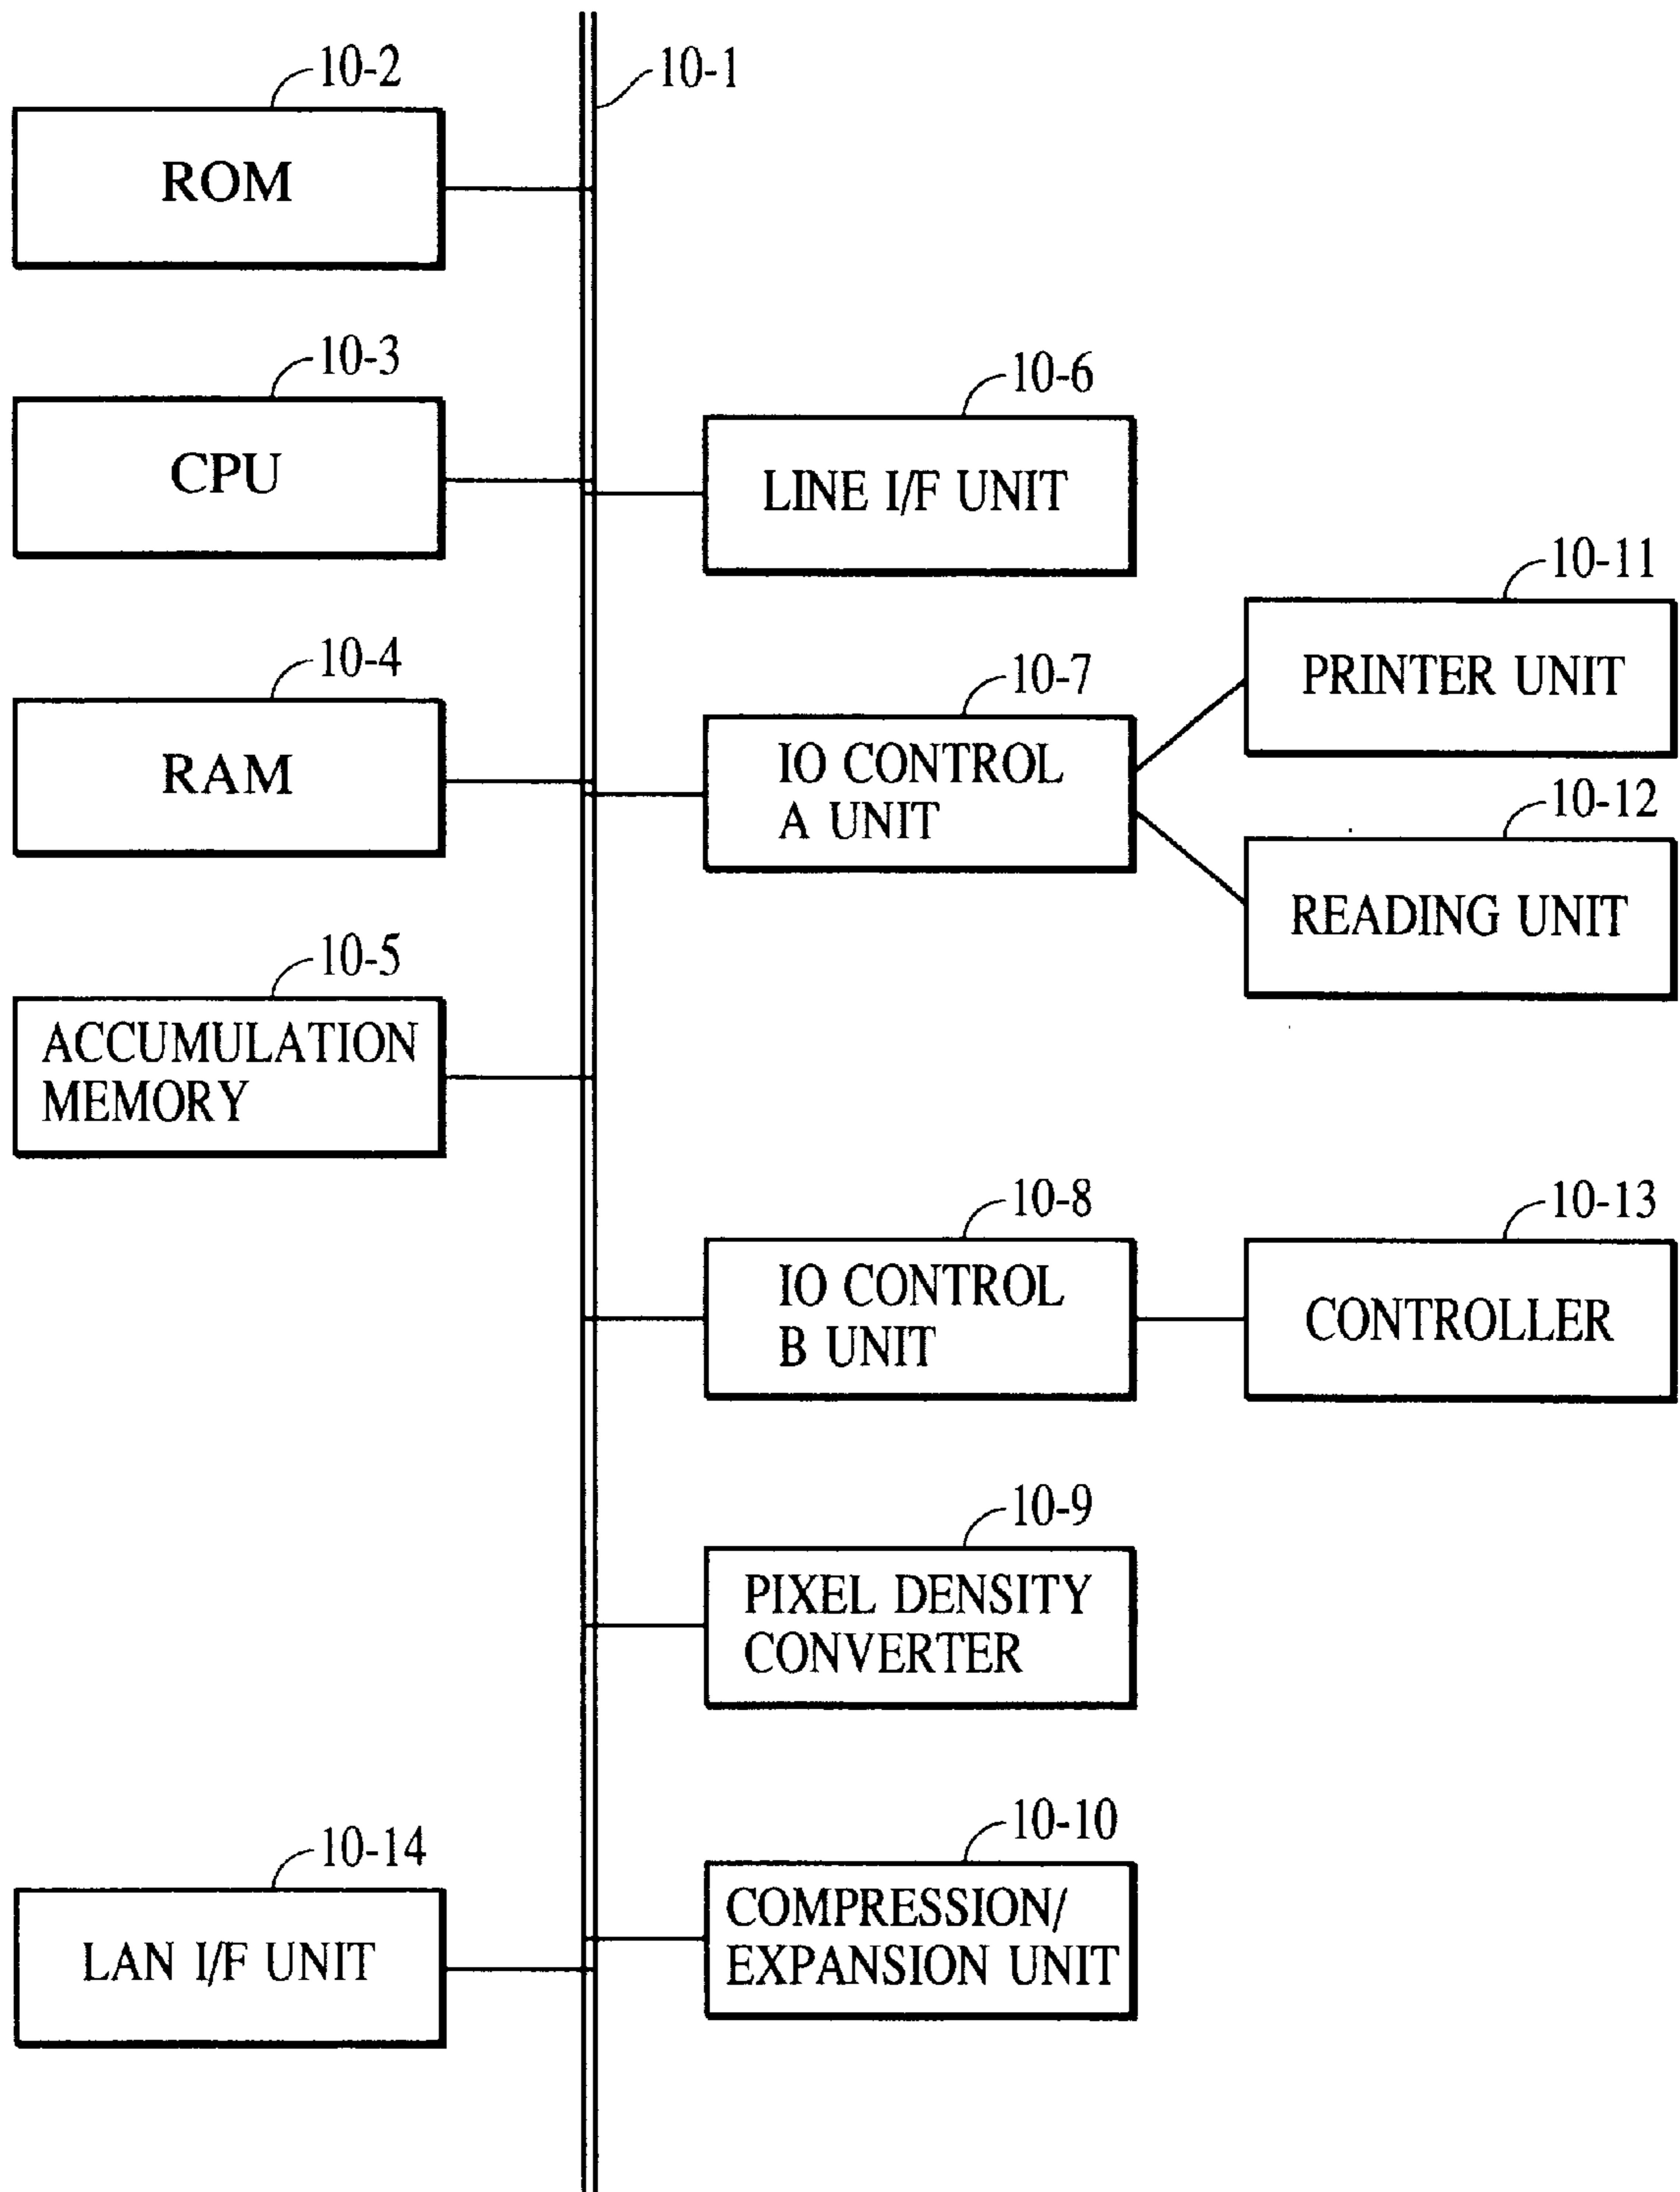 10-2
10-1
ROM
10-3
CPU
10-6
LINE I/F UNIT
10-11
PRINTER UNIT
10-4
RAM
10-7
IO CONTROL
A UNIT
10-12
READING UNIT
10-5
ACCUMULATION
MEMORY
10-8
IO CONTROL
B UNIT
10-13
CONTROLLER
10-9
PIXEL DENSITY
CONVERTER
10-14
LAN I/F UNIT
10-10
COMPRESSION/
EXPANSION UNIT